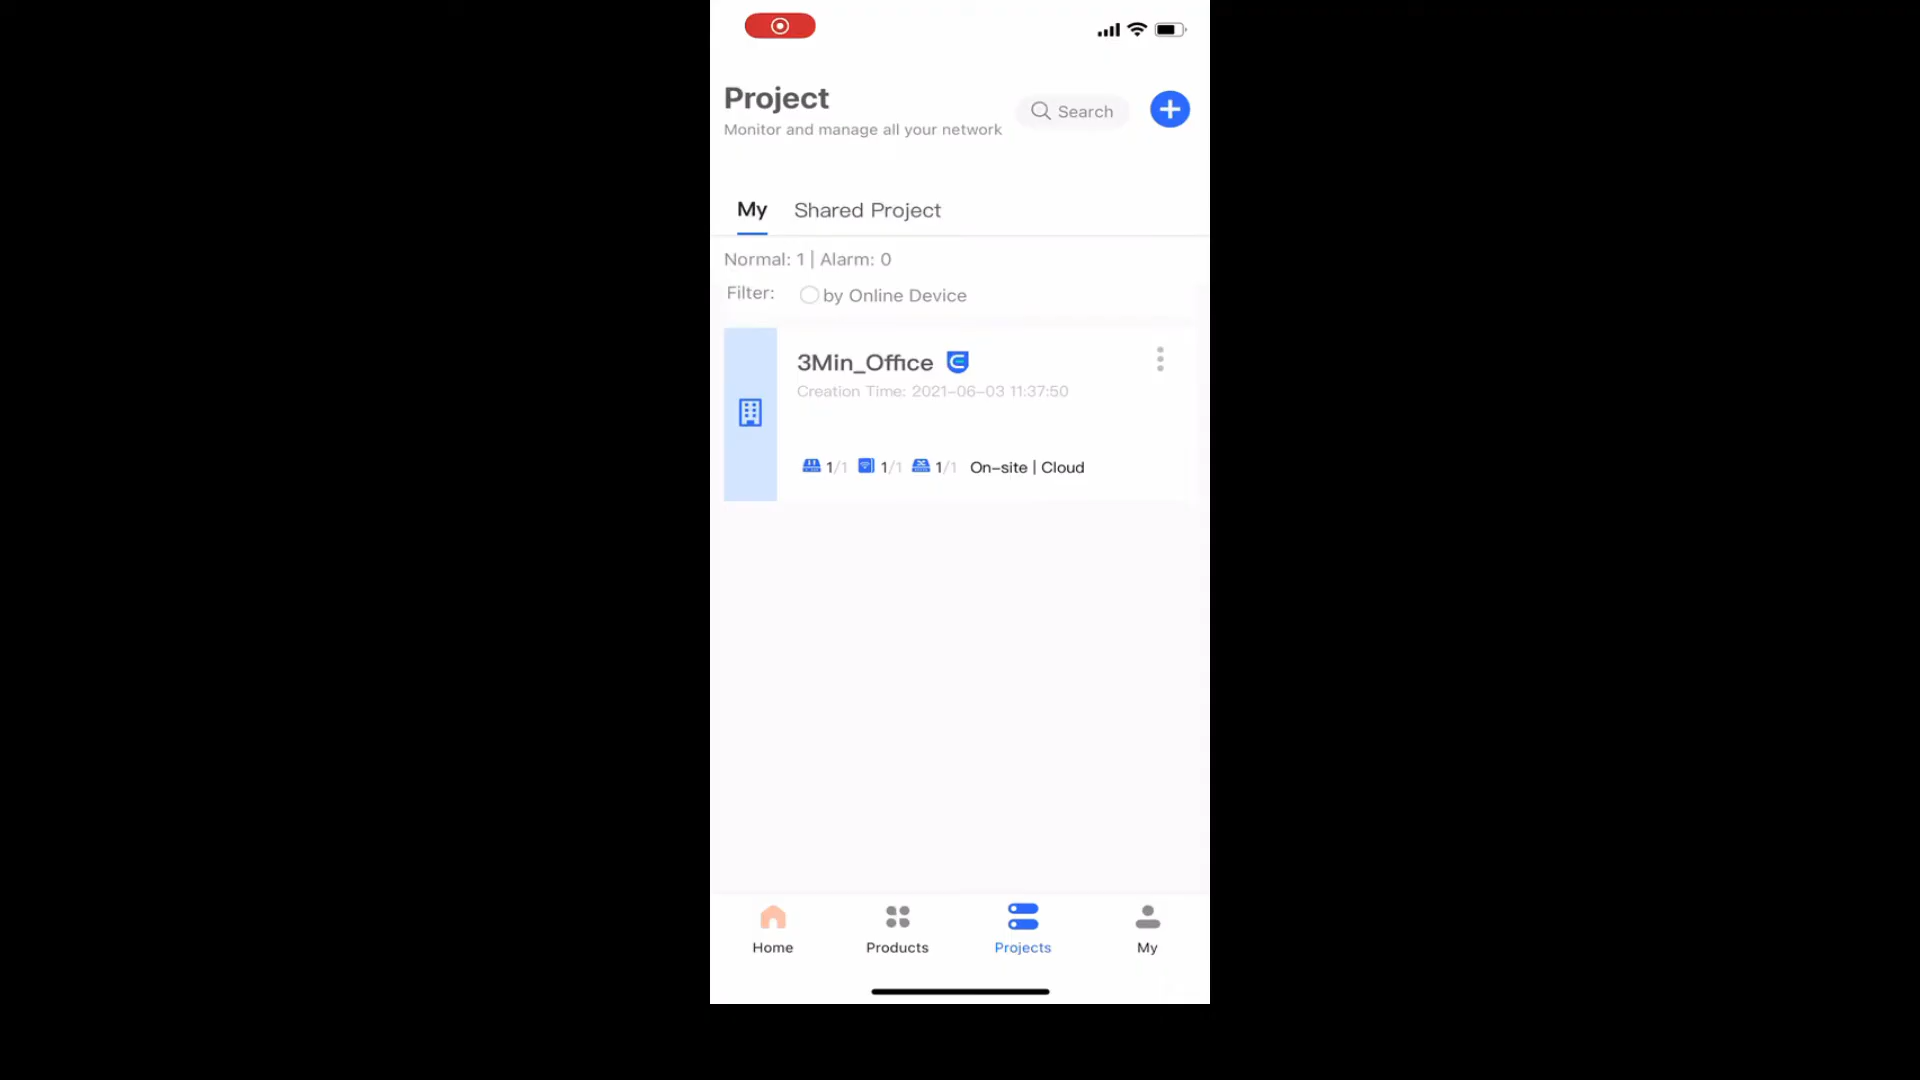 Project
Search
Monitor and manage all your network
My Shared Project
Normal: 1 | Alarm: 0
Filter: by Online Device
3Min_Office
Creation Time: 2021-06-03 11:37:50
1/1 1/1 1/1 On-site | Cloud
Home Products Projects My